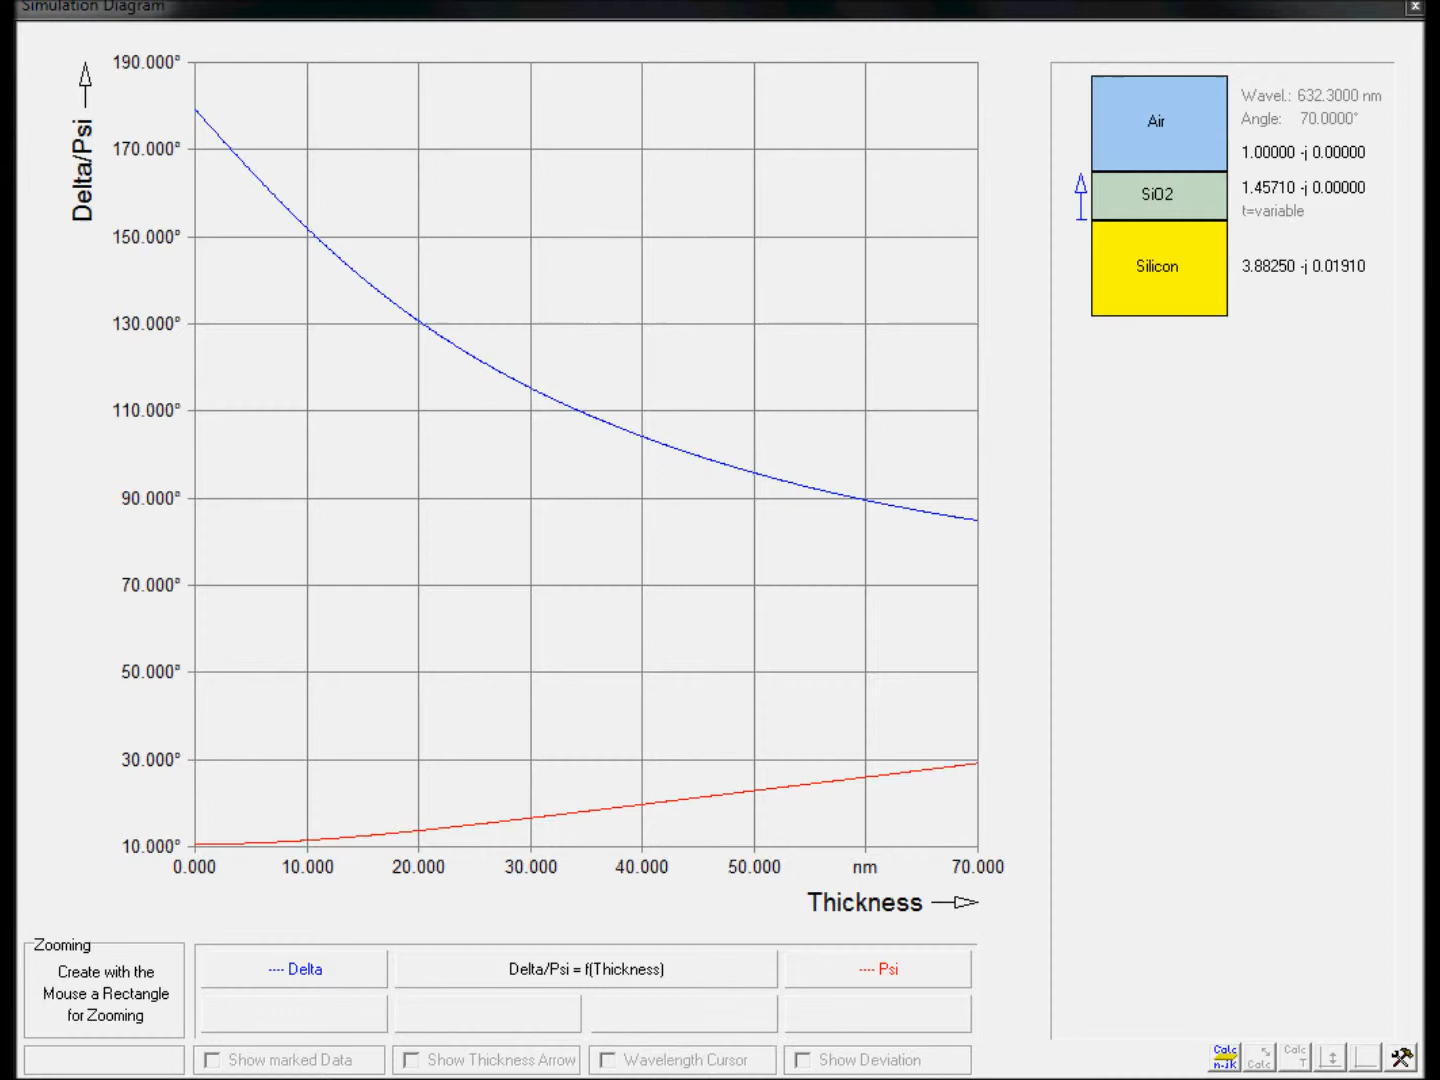 Simulation Diagram
x
Delta/Psi
190.000°
170.000°
150.000°
130.000°
110.000°
90.000°
70.000°
50.000°
30.000°
10.000°
0.000 10.000 20.000 30.000 40.000 50.000 nm 70.000
Thickness
Air
SiO2
Silicon
Wavel.: 632.3000 nm
Angle: 70.0000°
1.00000 -j 0.00000
1.45710 -j 0.00000
t=variable
3.88250 -j 0.01910
Zooming
Create with the
Mouse a Rectangle
for Zooming
---- Delta
Delta/Psi = f(Thickness)
---- Psi
Show marked Data
Show Thickness Arrow
Wavelength Cursor
Show Deviation
Calc
n-jk
Calc
Calc
T